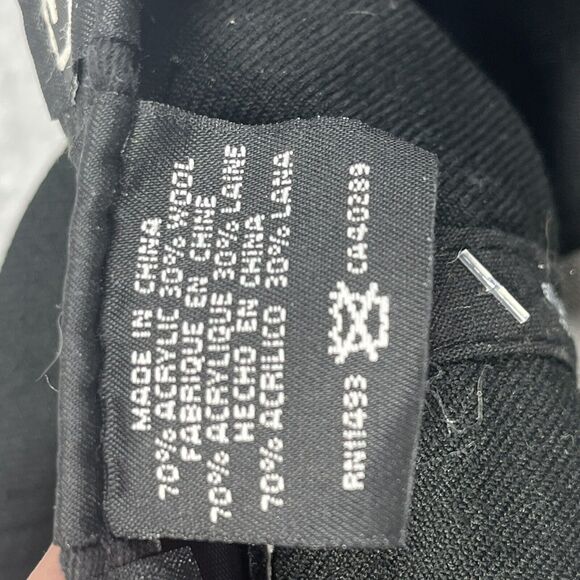 MADE IN CHINA
70% ACRYLIC 30% WOOL
FABRIQUE EN CHINE
70% ACRYLIQUE 30% LAINE
HECHO EN CHINA
70% ACRILICO 30% LANA
RN11493 CA40289